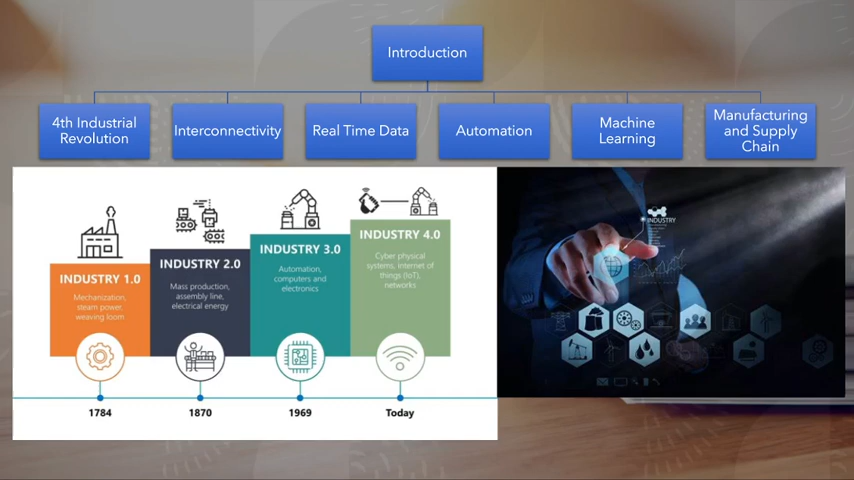 Introduction
4th Industrial
Revolution
Interconnectivity
Real Time Data
Automation
Machine
Learning
Manufacturing
and Supply
Chain
INDUSTRY 1.0
Mechanization,
steam power,
weaving loom
INDUSTRY 2.0
Mass production,
assembly line,
electrical energy
INDUSTRY 3.0
Automation,
computers and
electronics
INDUSTRY 4.0
Cyber physical
systems, internet of
things (IoT),
networks
1784
1870
1969
Today
INDUSTRY